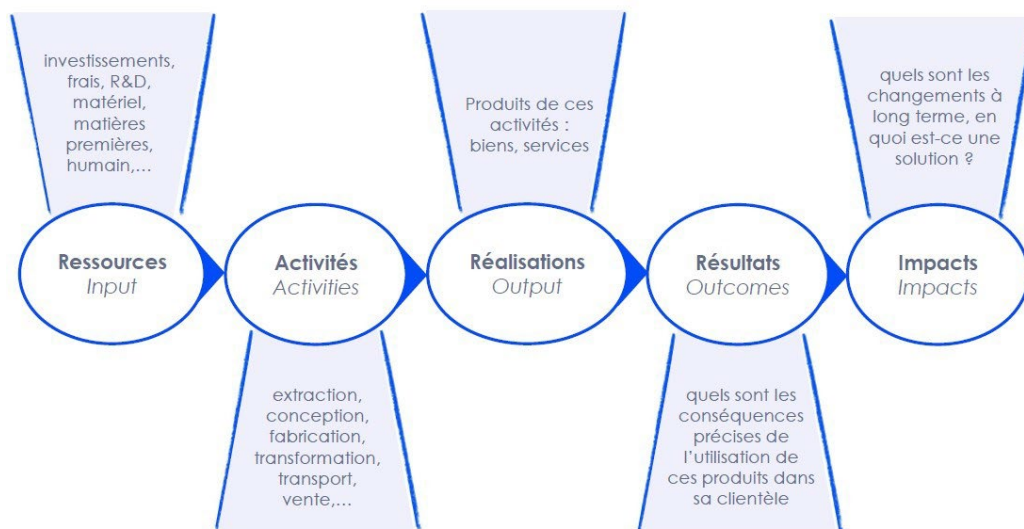 investissements,
frais, R&D,
matériel,
matières
premières,
humain,...
Produits de ces
activités :
biens, services
quels sont les
changements à
long terme, en
quoi est-ce une
solution ?
Ressources
Input
Activités
Activities
Réalisations
Output
Résultats
Outcomes
Impacts
Impacts
extraction,
conception,
fabrication,
transformation,
transport,
vente,...
quels sont les
conséquences
précises de
l'utilisation de
ces produits dans
sa clientèle